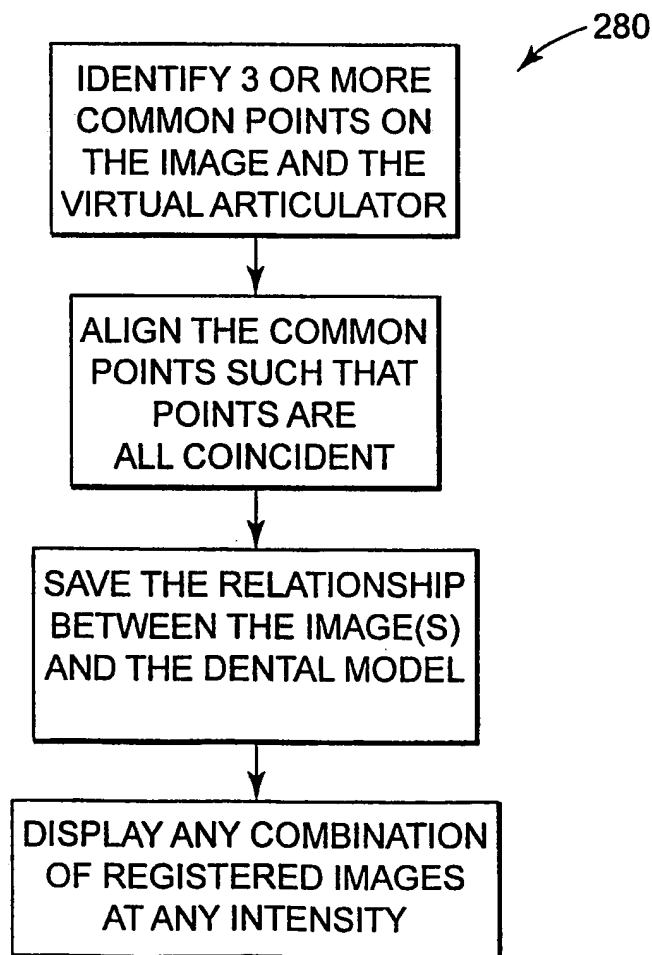 280
IDENTIFY 3 OR MORE
COMMON POINTS ON
THE IMAGE AND THE
VIRTUAL ARTICULATOR
ALIGN THE COMMON
POINTS SUCH THAT
POINTS ARE
ALL COINCIDENT
SAVE THE RELATIONSHIP
BETWEEN THE IMAGE(S)
AND THE DENTAL MODEL
DISPLAY ANY COMBINATION
OF REGISTERED IMAGES
AT ANY INTENSITY